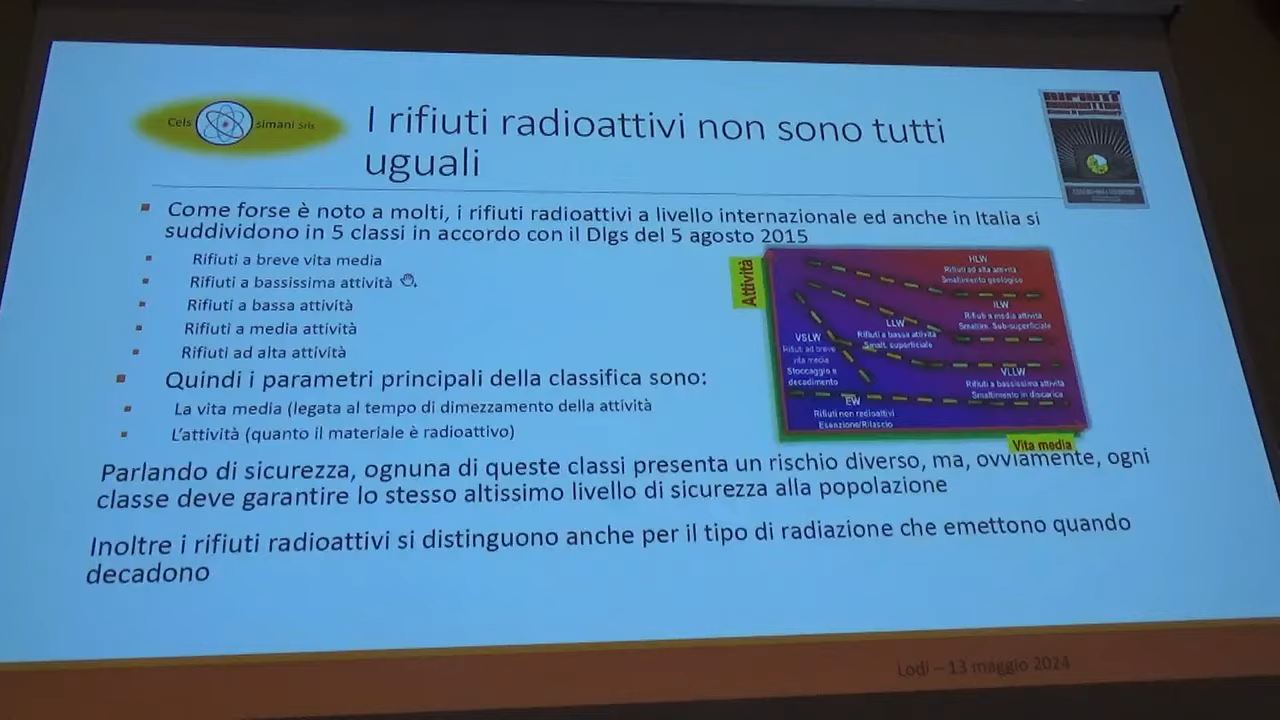 Cels simani srls
I rifiuti radioattivi non sono tutti
uguali
Come forse è noto a molti, i rifiuti radioattivi a livello internazionale ed anche in Italia si
suddividono in 5 classi in accordo con il Dlgs del 5 agosto 2015
Rifiuti a breve vita media
Rifiuti a bassissima attività
Rifiuti a bassa attività
Rifiuti a media attività
Rifiuti ad alta attività
Quindi i parametri principali della classifica sono:
La vita media (legata al tempo di dimezzamento della attività
L'attività (quanto il materiale è radioattivo)
Attività
HLW
Rifiuti ad alta attività
Smaltimento geologico
ILW
Rifiuti a media attività
Smaltim. Sub-superficiale
LLW
Rifiuti a bassa attività
Smalt. superficiale
VSLW
Rifiuti ad breve
vita media
Stoccaggio e
decadimento
VLLW
Rifiuti a bassissima attività
Smaltimento in discarica
EW
Rifiuti non radioattivi
Esenzione/Rilascio
Vita media
Parlando di sicurezza, ognuna di queste classi presenta un rischio diverso, ma, ovviamente, ogni
classe deve garantire lo stesso altissimo livello di sicurezza alla popolazione
Inoltre i rifiuti radioattivi si distinguono anche per il tipo di radiazione che emettono quando
decadono
Lodi – 13 maggio 2024